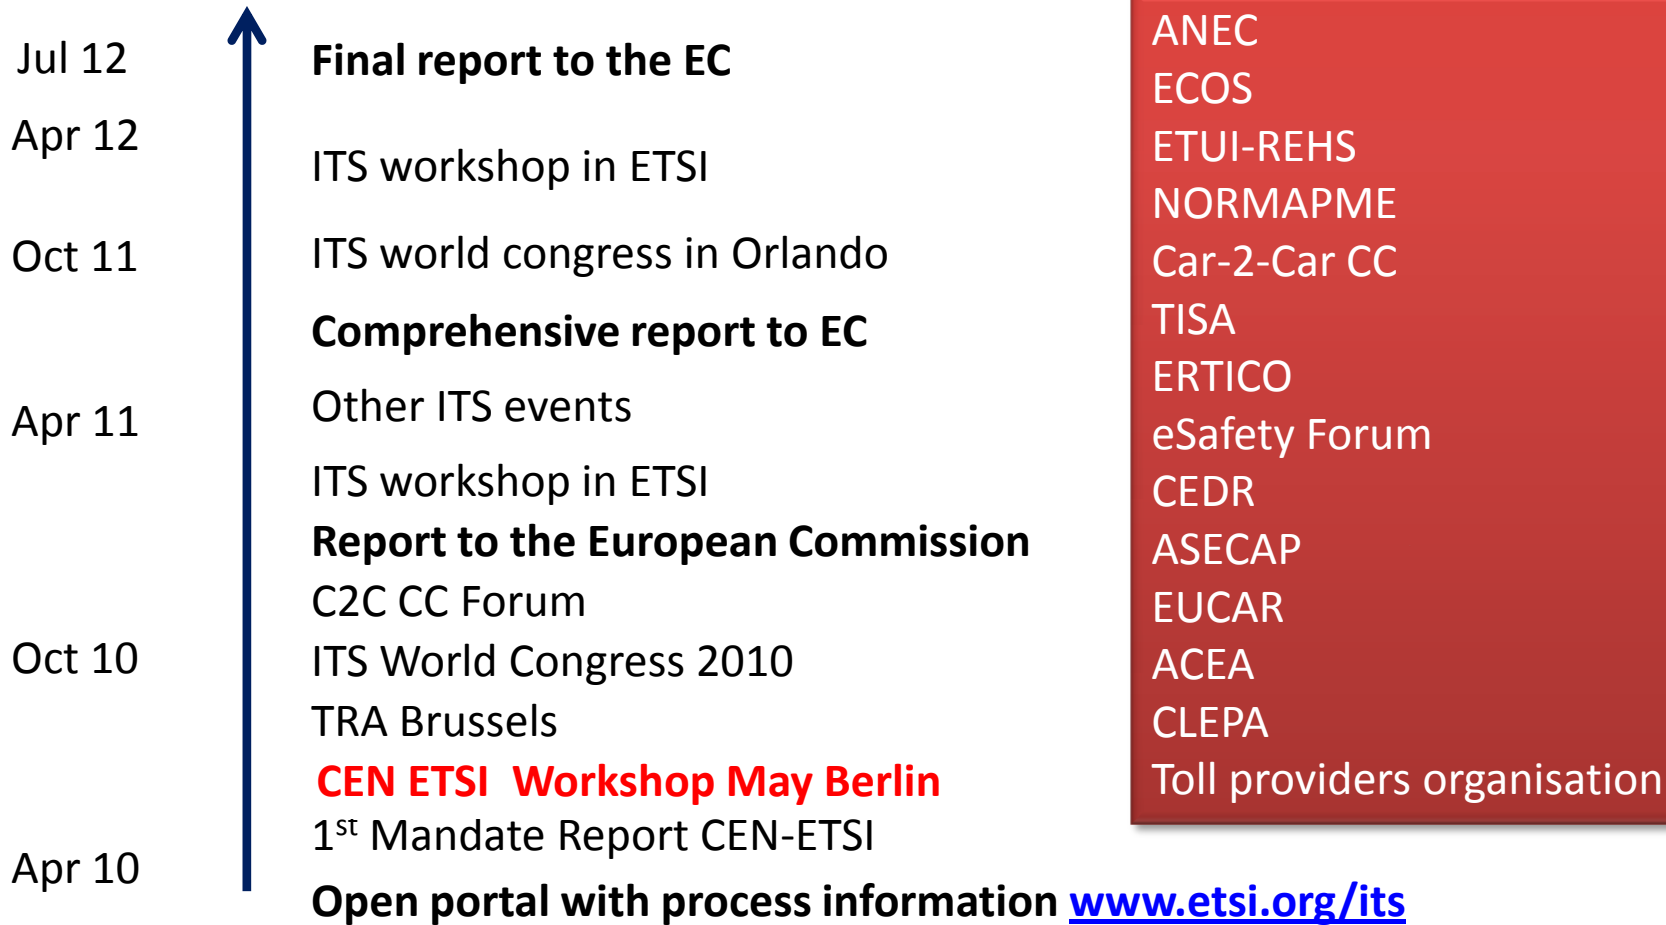 Jul 12
Final report to the EC
Apr 12
ITS workshop in ETSI
Oct 11
ITS world congress in Orlando
Comprehensive report to EC
Other ITS events
Apr 11
ITS workshop in ETSI
Report to the European Commission
C2C CC Forum
Oct 10
ITS World Congress 2010
TRA Brussels
CEN ETSI  Workshop May Berlin
1st Mandate Report CEN-ETSI
Apr 10
Open portal with process information www.etsi.org/its
ANEC
ECOS
ETUI-REHS
NORMAPME
Car-2-Car CC
TISA
ERTICO
eSafety Forum
CEDR
ASECAP
EUCAR
ACEA
CLEPA
Toll providers organisation